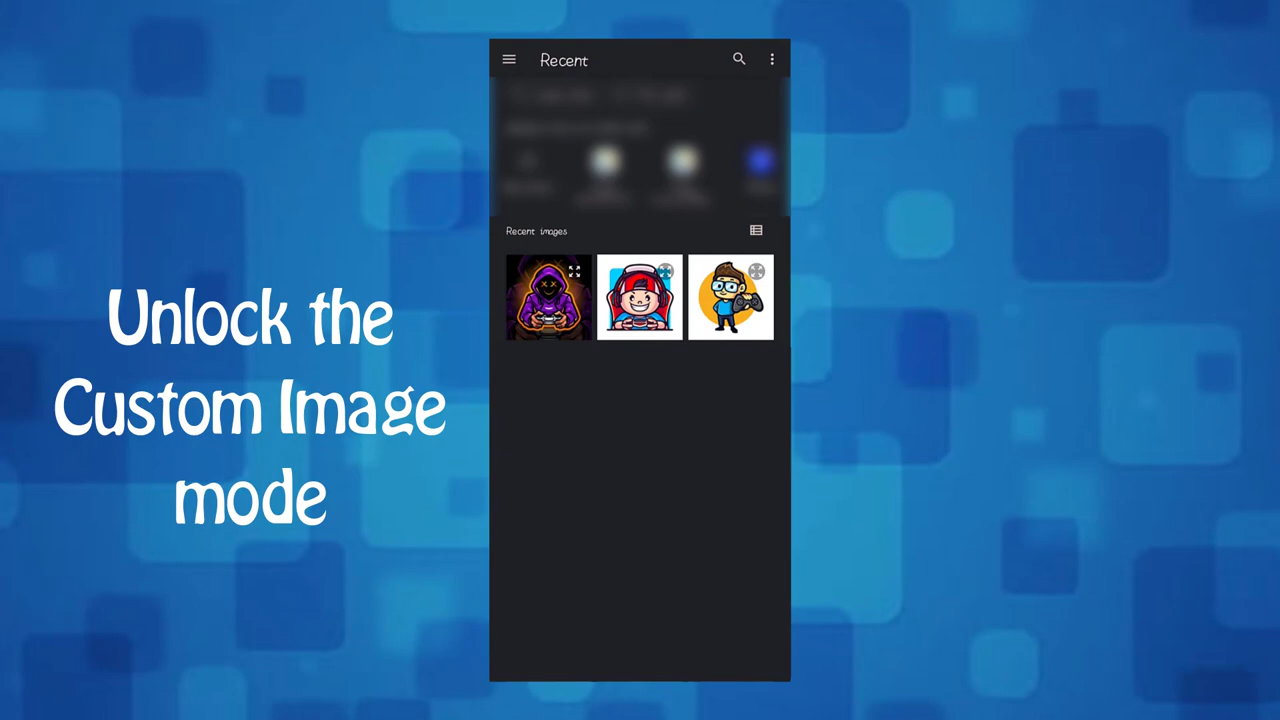 Recent
Recent images
Unlock the
Custom Image
mode